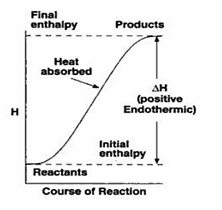 Final
enthalpy
Products
Heat
absorbed
ΔH
(positive
Endothermic)
H
Initial
enthalpy
Reactants
Course of Reaction